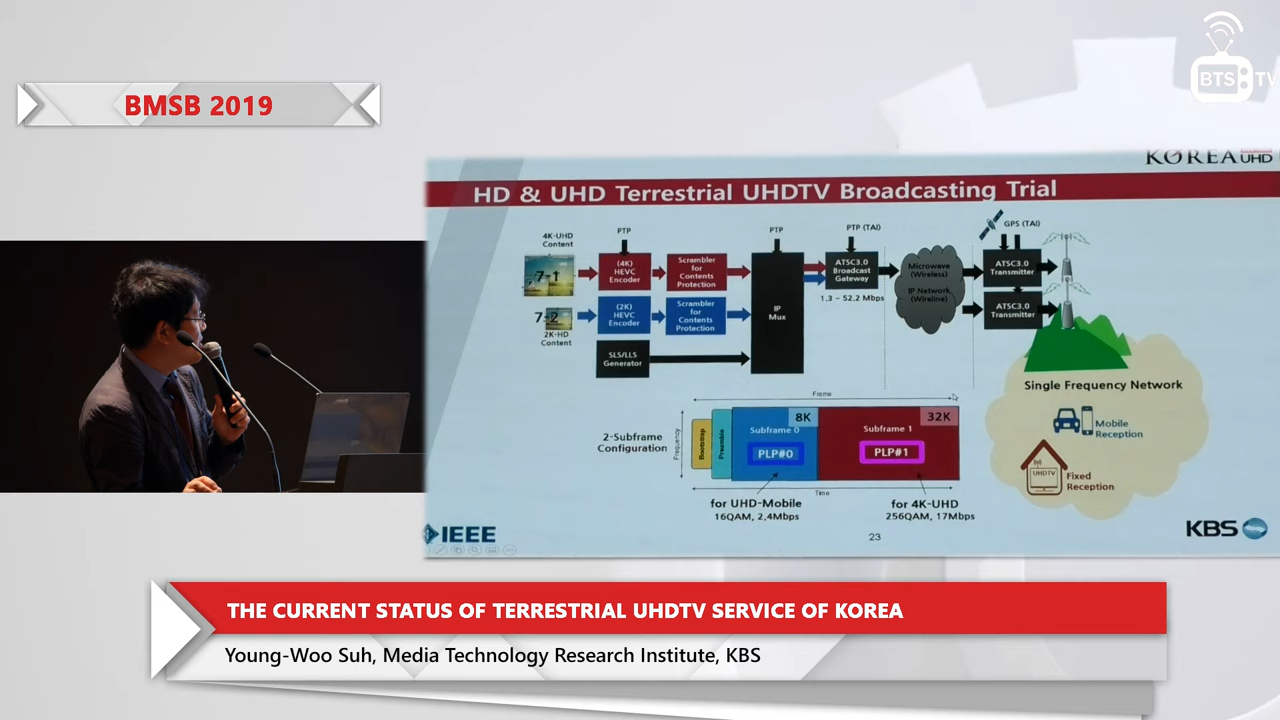 BTS TV
BMSB 2019
KOREA UHD
HD & UHD Terrestrial UHDTV Broadcasting Trial
4K-UHD
Content
PTP
PTP
PTP (TAI)
GPS (TAI)
7-1
(4K)
HEVC
Encoder
Scrambler
for
Contents
Protection
ATSC3.0
Broadcast
Gateway
Microwave
(Wireless)
IP Network
(Wireline)
ATSC3.0
Transmitter
1.3 – 52.2 Mbps
7-2
2K-HD
Content
(2K)
HEVC
Encoder
Scrambler
for
Contents
Protection
IP
Mux
ATSC3.0
Transmitter
SLS/LLS
Generator
Single Frequency Network
Mobile
Reception
UHDTV
Fixed
Reception
Frame
2-Subframe
Configuration
Frequency
Bootstrap
Preamble
8K
Subframe 0
PLP#0
32K
Subframe 1
PLP#1
Time
for UHD-Mobile
16QAM, 2.4Mbps
for 4K-UHD
256QAM, 17Mbps
IEEE
23
KBS
THE CURRENT STATUS OF TERRESTRIAL UHDTV SERVICE OF KOREA
Young-Woo Suh, Media Technology Research Institute, KBS